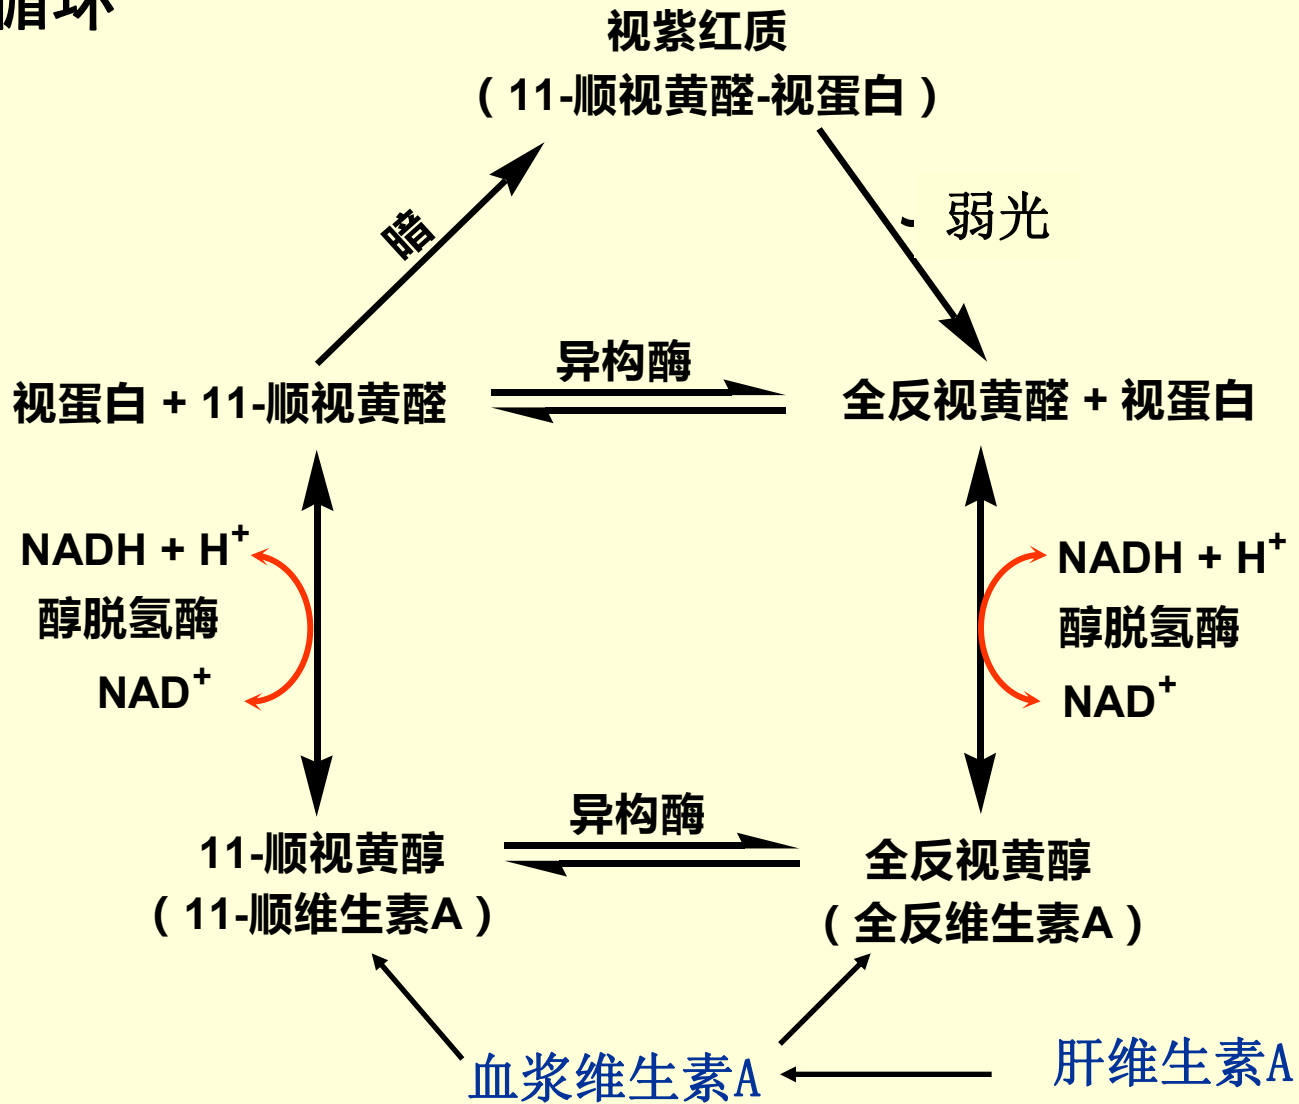 循环
视紫红质
（11-顺视黄醛-视蛋白）
暗
弱光
异构酶
视蛋白 + 11-顺视黄醛
全反视黄醛 + 视蛋白
NADH + H⁺
醇脱氢酶
NAD⁺
NADH + H⁺
醇脱氢酶
NAD⁺
异构酶
11-顺视黄醇
（11-顺维生素A）
全反视黄醇
（全反维生素A）
血浆维生素A
肝维生素A